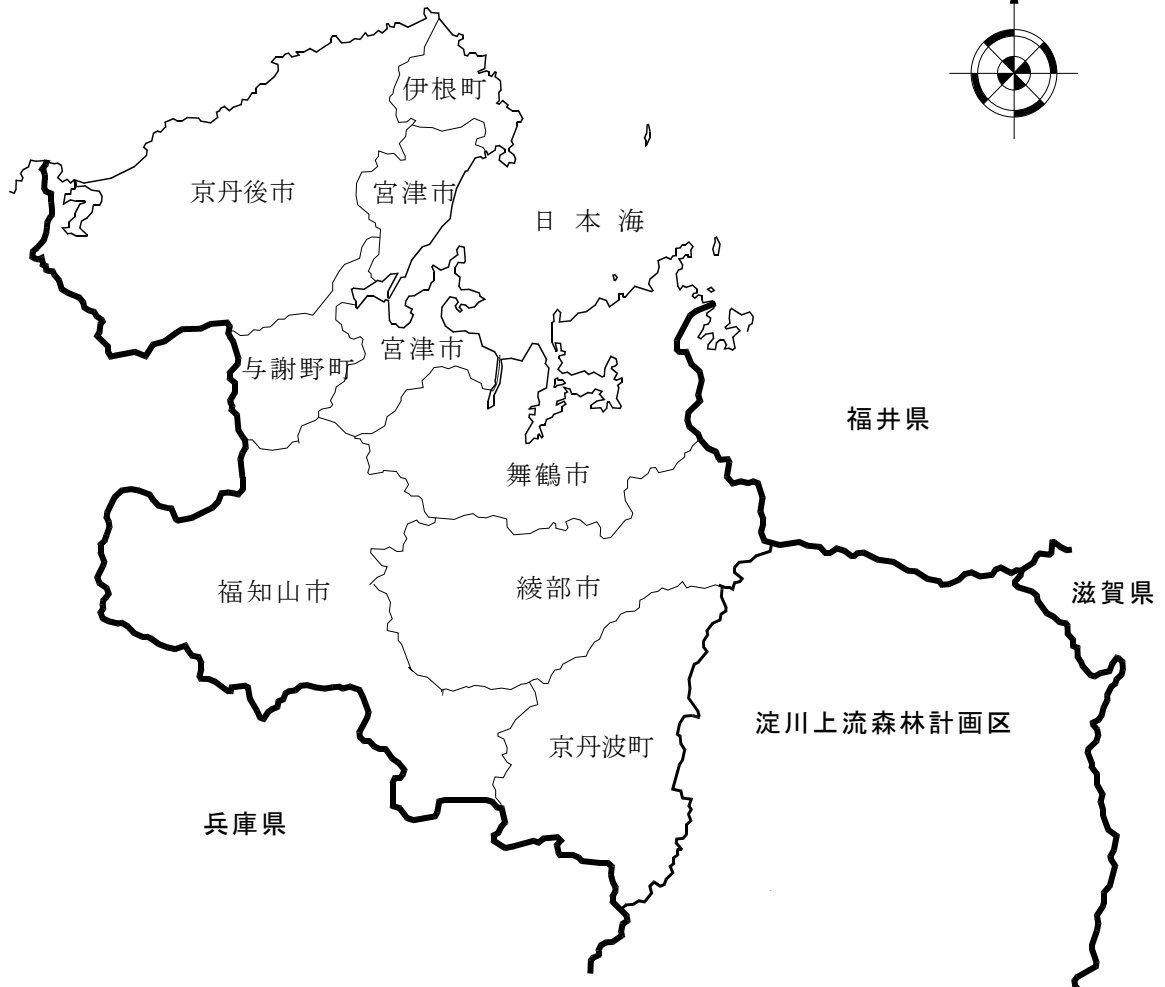 伊根町
京丹後市
宮津市
日本海
宮津市
与謝野町
福井県
舞鶴市
福知山市
綾部市
滋賀県
淀川上流森林計画区
京丹波町
兵庫県